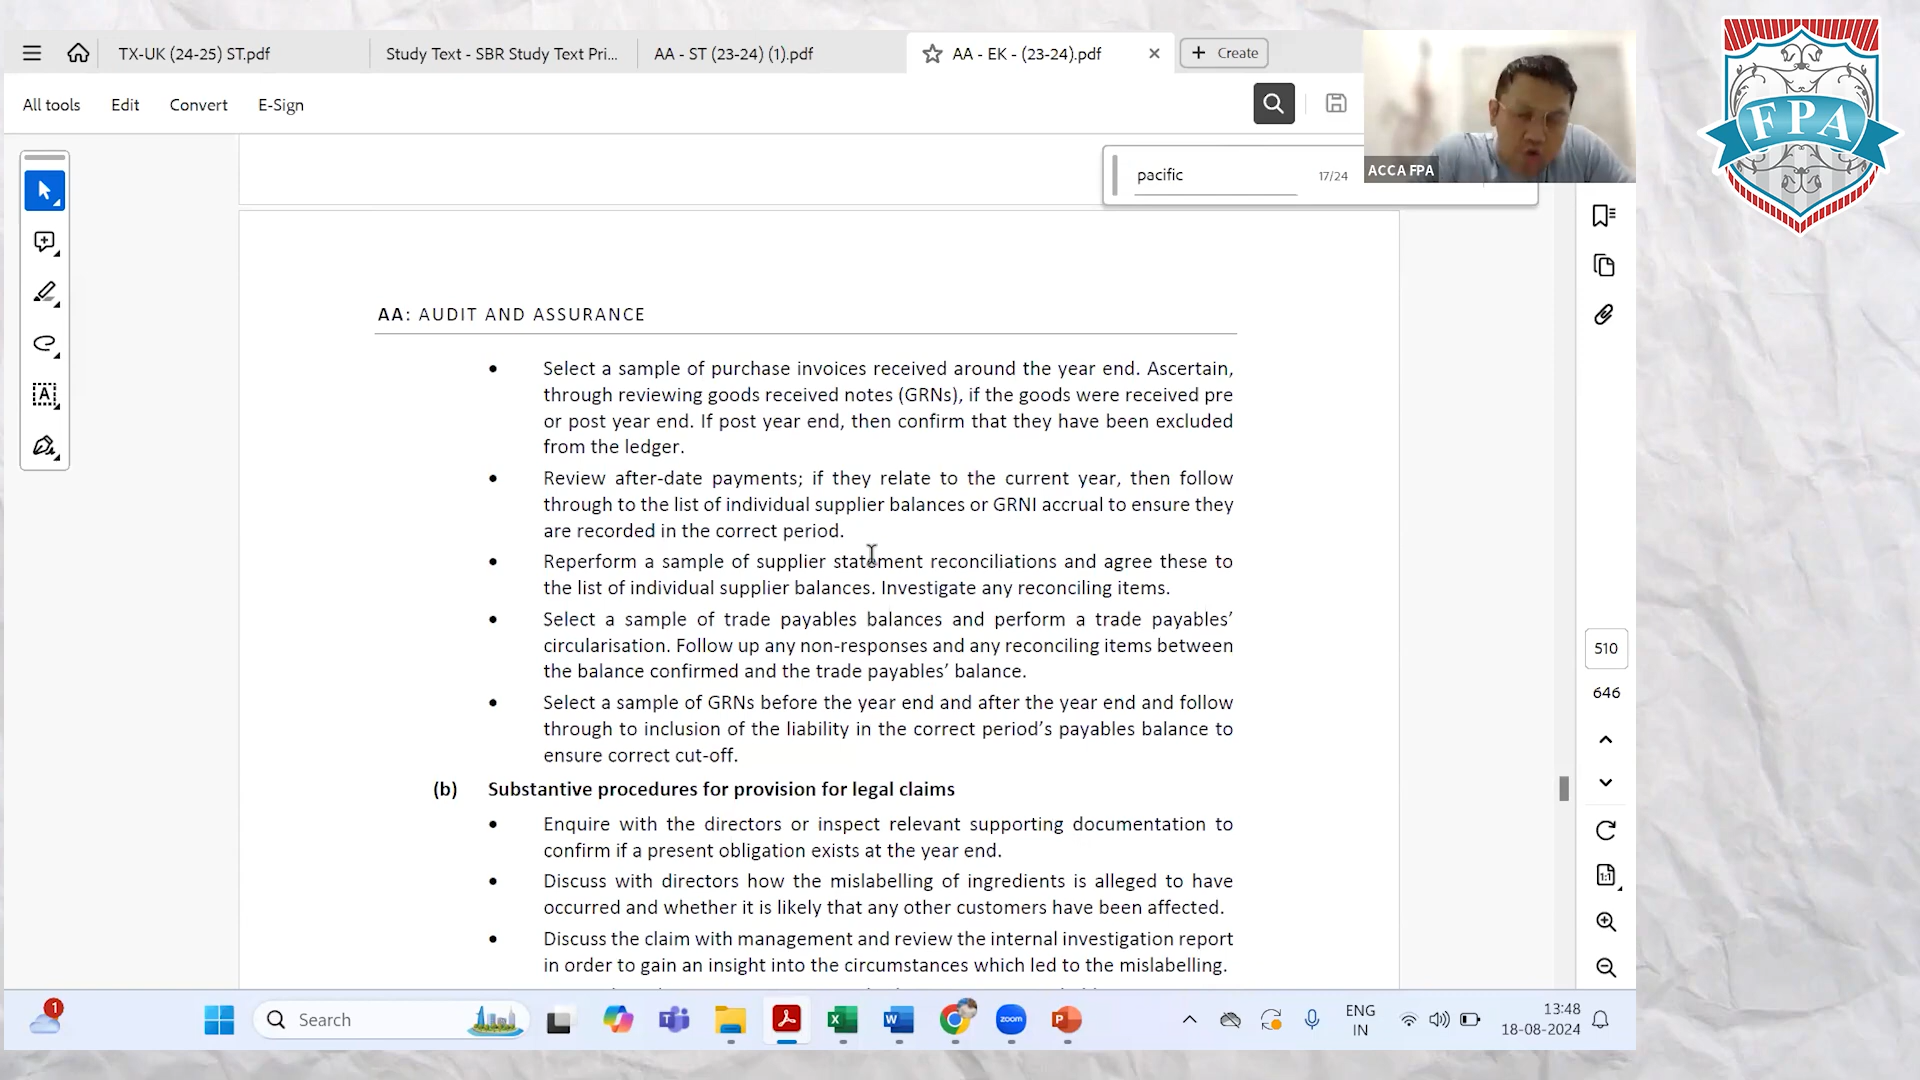 TX-UK (24-25) ST.pdf
Study Text - SBR Study Text Pri...
AA - ST (23-24) (1).pdf
AA - EK - (23-24).pdf
Create
All tools
Edit
Convert
E-Sign
pacific
17/24
ACCA FPA
FPA
AA: AUDIT AND ASSURANCE
• Select a sample of purchase invoices received around the year end. Ascertain,
through reviewing goods received notes (GRNs), if the goods were received pre
or post year end. If post year end, then confirm that they have been excluded
from the ledger.
• Review after-date payments; if they relate to the current year, then follow
through to the list of individual supplier balances or GRNI accrual to ensure they
are recorded in the correct period.
• Reperform a sample of supplier statement reconciliations and agree these to
the list of individual supplier balances. Investigate any reconciling items.
• Select a sample of trade payables balances and perform a trade payables’
circularisation. Follow up any non-responses and any reconciling items between
the balance confirmed and the trade payables’ balance.
• Select a sample of GRNs before the year end and after the year end and follow
through to inclusion of the liability in the correct period’s payables balance to
ensure correct cut-off.
(b) Substantive procedures for provision for legal claims
• Enquire with the directors or inspect relevant supporting documentation to
confirm if a present obligation exists at the year end.
• Discuss with directors how the mislabelling of ingredients is alleged to have
occurred and whether it is likely that any other customers have been affected.
• Discuss the claim with management and review the internal investigation report
in order to gain an insight into the circumstances which led to the mislabelling.
510
646
1:1
1
Search
zoom
ENG
IN
13:48
18-08-2024